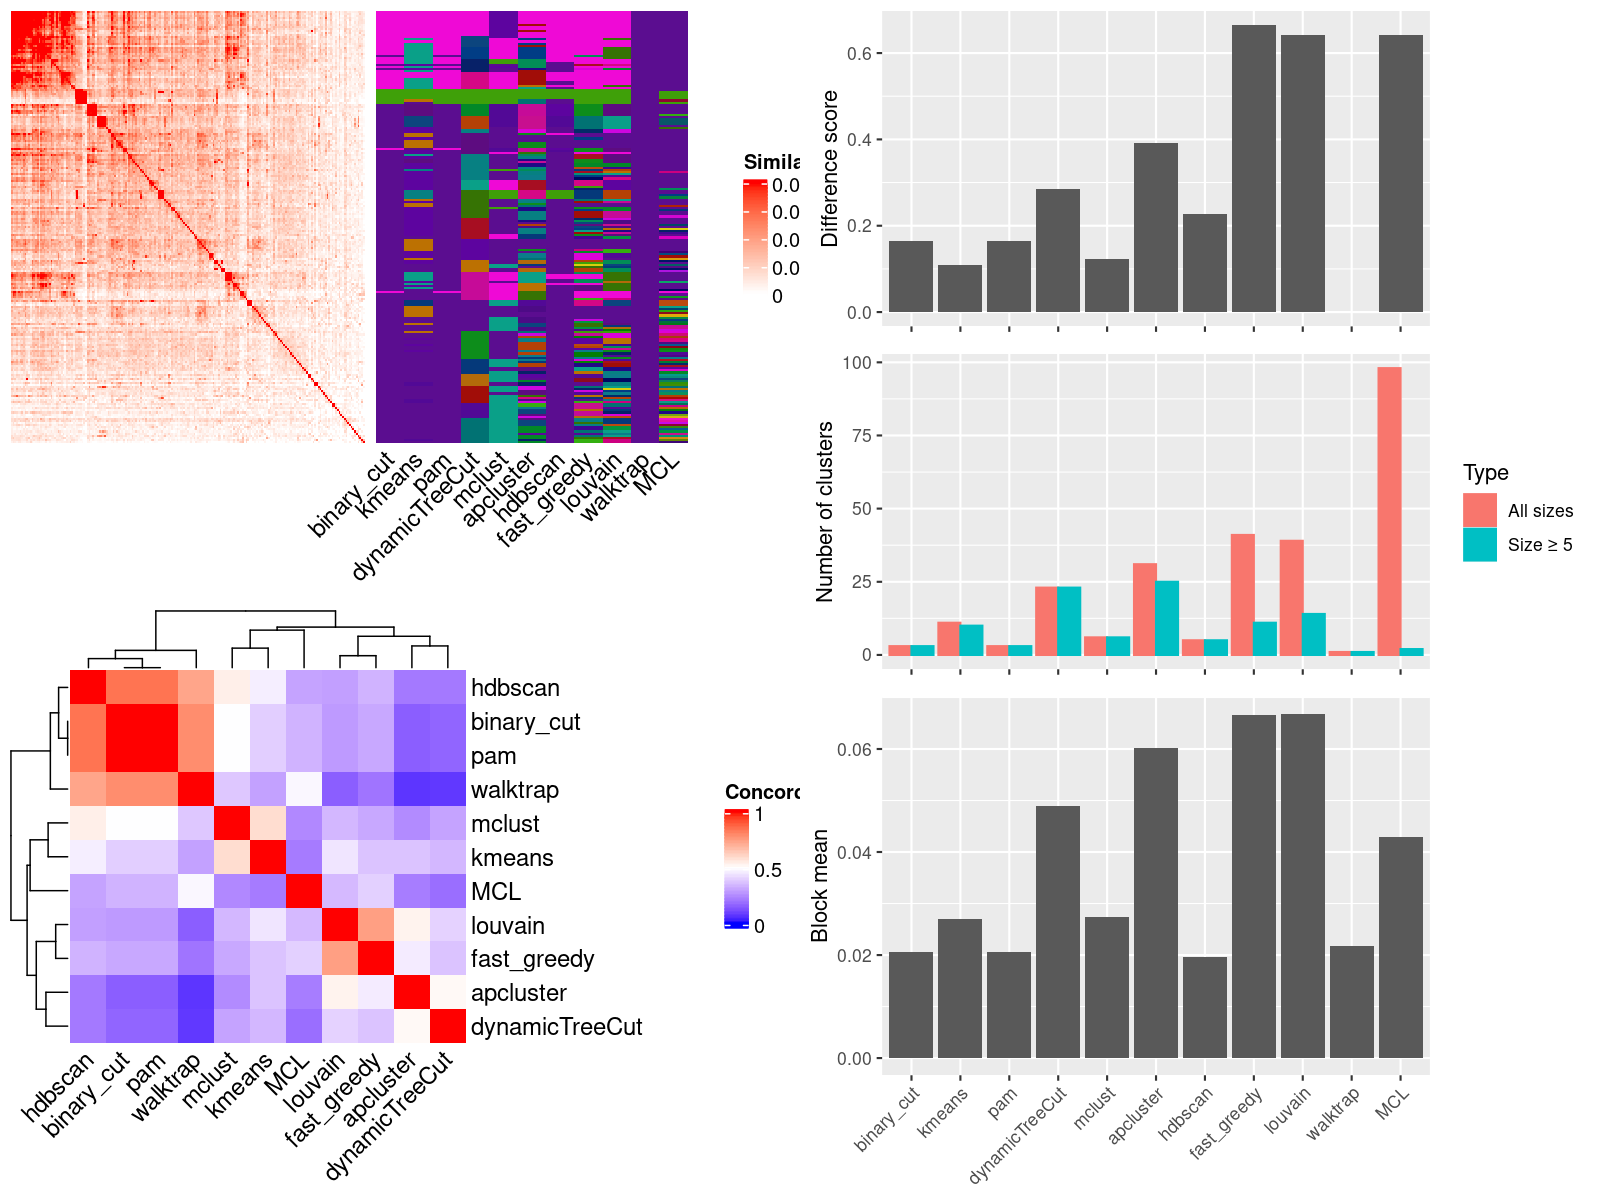 Simila
0.0
0.0
0.0
0.0
0
binary_cut
kmeans
pam
dynamicTreeCut
mclust
apcluster
hdbscan
fast_greedy
louvain
walktrap
MCL
hdbscan
binary_cut
pam
walktrap
mclust
kmeans
MCL
louvain
fast_greedy
apcluster
dynamicTreeCut
hdbscan
binary_cut
pam
walktrap
mclust
kmeans
MCL
louvain
fast_greedy
apcluster
dynamicTreeCut
Concord
1
0.5
0
Difference score
0.6
0.4
0.2
0.0
Number of clusters
100
75
50
25
0
Type
All sizes
Size ≥ 5
Block mean
0.06
0.04
0.02
0.00
binary_cut
kmeans
pam
dynamicTreeCut
mclust
apcluster
hdbscan
fast_greedy
louvain
walktrap
MCL